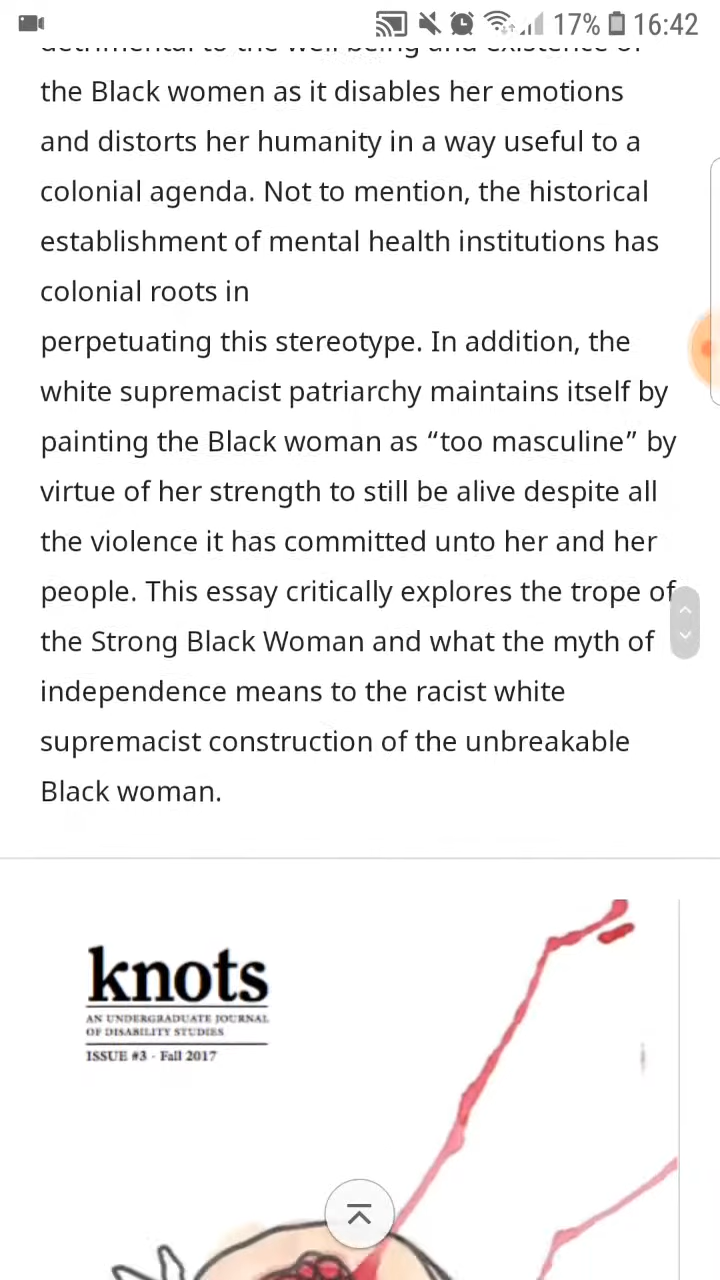 17% 16:42
the Black women as it disables her emotions
and distorts her humanity in a way useful to a
colonial agenda. Not to mention, the historical
establishment of mental health institutions has
colonial roots in
perpetuating this stereotype. In addition, the
white supremacist patriarchy maintains itself by
painting the Black woman as “too masculine” by
virtue of her strength to still be alive despite all
the violence it has committed unto her and her
people. This essay critically explores the trope of
the Strong Black Woman and what the myth of
independence means to the racist white
supremacist construction of the unbreakable
Black woman.
knots
AN UNDERGRADUATE JOURNAL
OF DISABILITY STUDIES
ISSUE #3 - Fall 2017